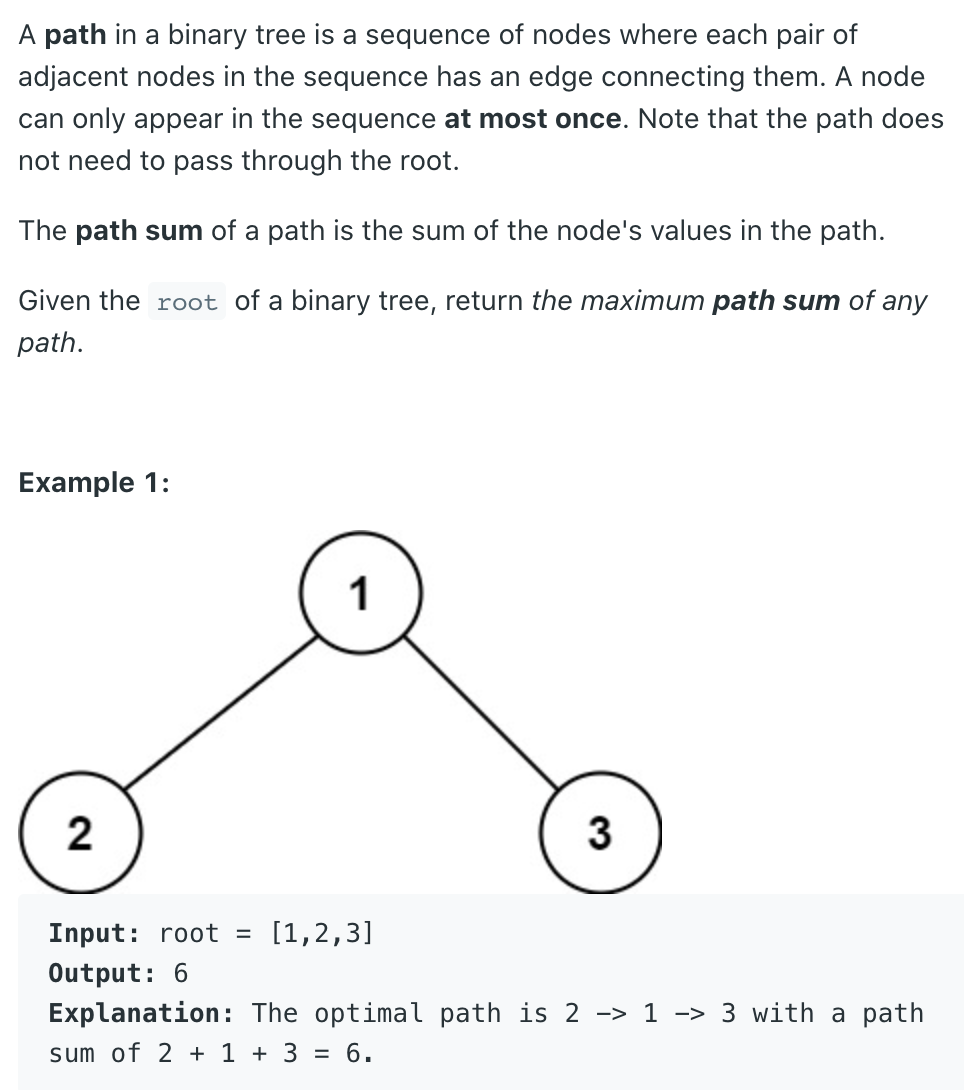 A path in a binary tree is a sequence of nodes where each pair of
adjacent nodes in the sequence has an edge connecting them. A node
can only appear in the sequence at most once. Note that the path does
not need to pass through the root.
The path sum of a path is the sum of the node's values in the path.
Given the root of a binary tree, return the maximum path sum of any
path.
Example 1:
1
2
3
Input: root = [1,2,3]
Output: 6
Explanation: The optimal path is 2 -> 1 -> 3 with a path
sum of 2 + 1 + 3 = 6.